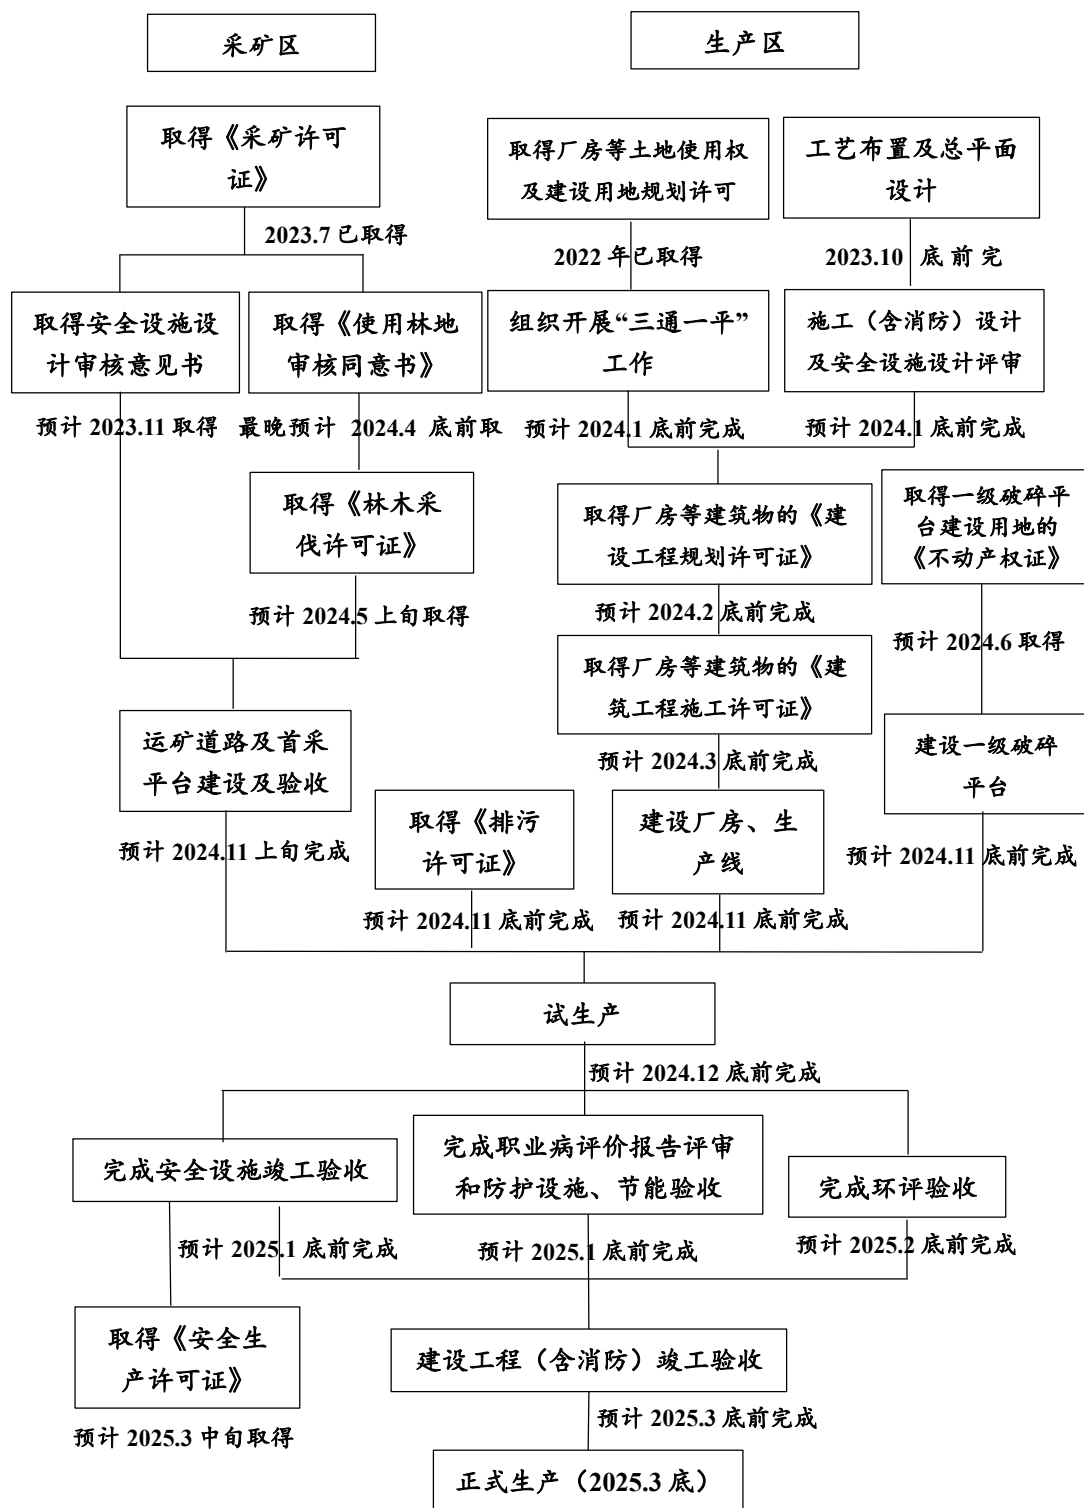 采矿区
生产区
取得《采矿许可
证》
取得厂房等土地使用权
及建设用地规划许可
工艺布置及总平面
设计
2023.7 已取得
2022 年已取得
2023.10 底前完
取得安全设施设
计审核意见书
取得《使用林地
审核同意书》
组织开展“三通一平”
工作
施工（含消防）设计
及安全设施设计评审
预计 2023.11 取得
最晚预计 2024.4 底前取
预计 2024.1 底前完成
预计 2024.1 底前完成
取得《林木采
伐许可证》
取得厂房等建筑物的《建
设工程规划许可证》
取得一级破碎平
台建设用地的
《不动产权证》
预计 2024.5 上旬取得
预计 2024.2 底前完成
预计 2024.6 取得
取得厂房等建筑物的《建
筑工程施工许可证》
运矿道路及首采
平台建设及验收
建设一级破碎
平台
预计 2024.3 底前完成
取得《排污
许可证》
建设厂房、生
产线
预计 2024.11 上旬完成
预计 2024.11 底前完成
预计 2024.11 底前完成
预计 2024.11 底前完成
试生产
预计 2024.12 底前完成
完成安全设施竣工验收
完成职业病评价报告评审
和防护设施、节能验收
完成环评验收
预计 2025.1 底前完成
预计 2025.1 底前完成
预计 2025.2 底前完成
取得《安全生
产许可证》
建设工程（含消防）竣工验收
预计 2025.3 中旬取得
预计 2025.3 底前完成
正式生产（2025.3 底）